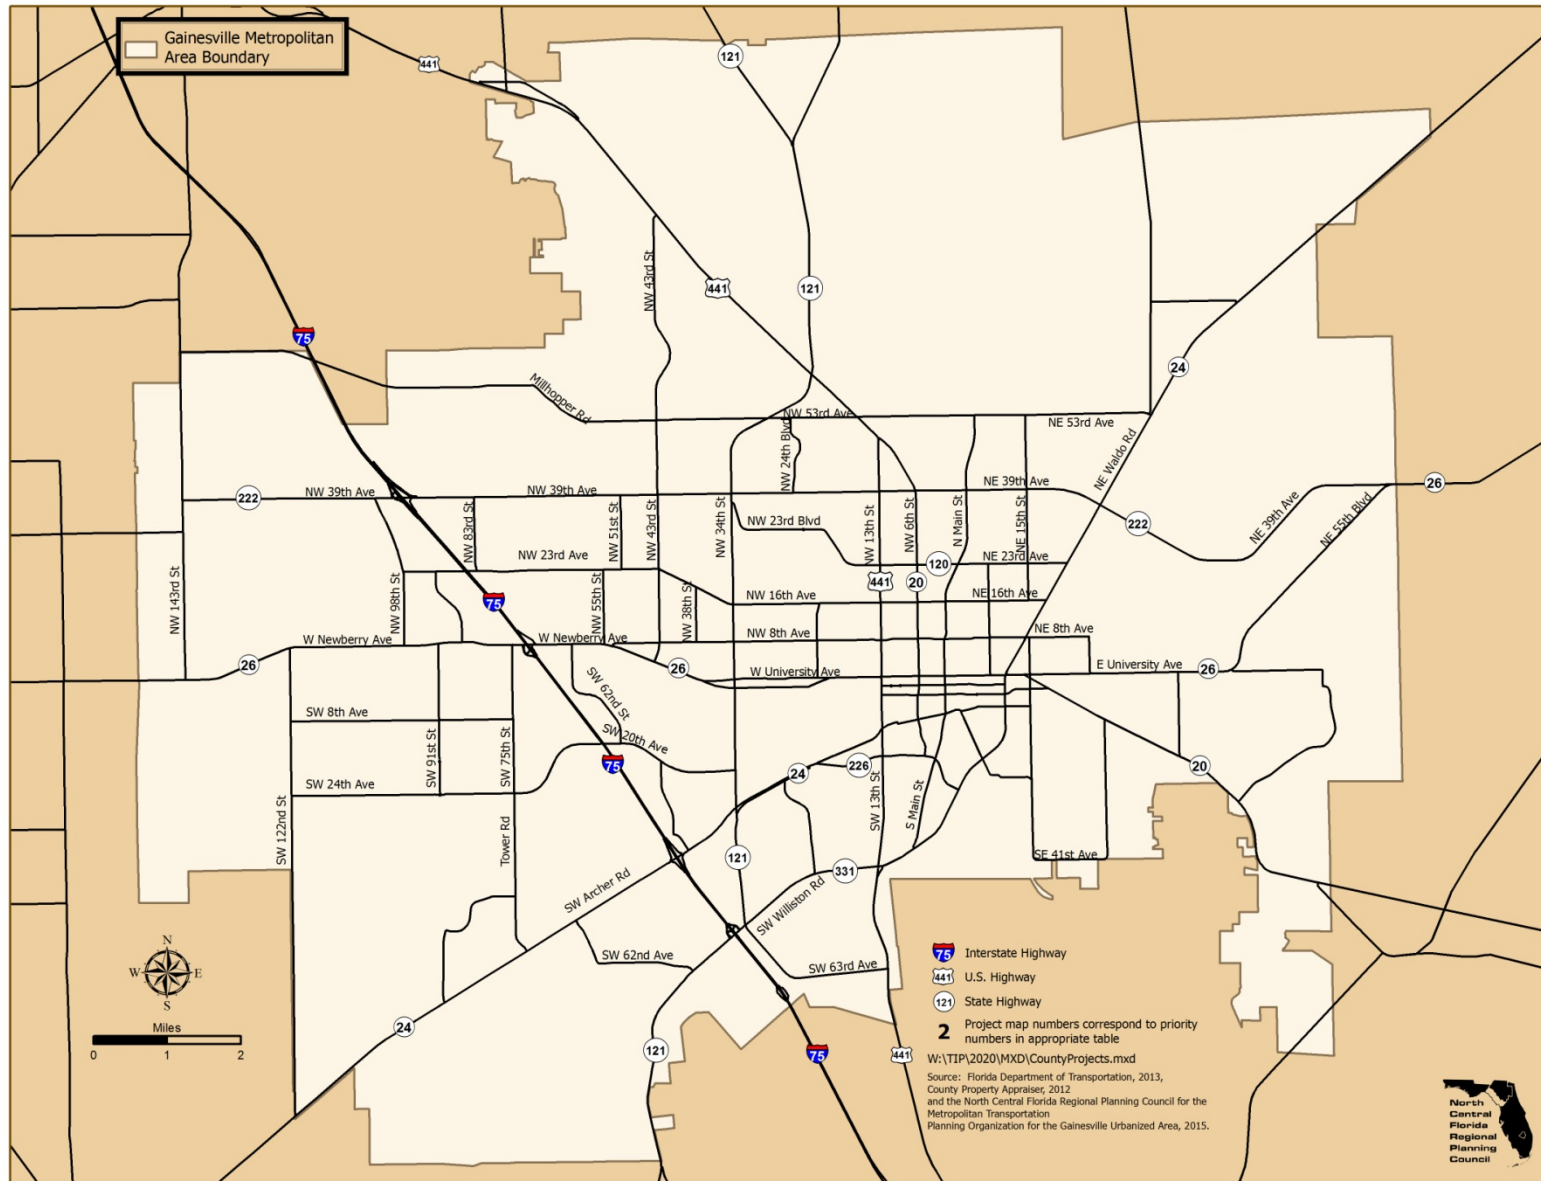 Gainesville Metropolitan
Area Boundary
441
121
NW 43rd St
441
121
75
24
Millhopper Rd
NW 53rd Ave
NE 53rd Ave
NW 24th Blvd
NE Waldo Rd
222
NW 39th Ave
NW 39th Ave
NE 39th Ave
26
NW 83rd St
NW 51st St
NW 43rd St
NW 34th St
NW 23rd Blvd
NW 13th St
NW 6th St
N Main St
NE 15th St
222
NE 39th Ave
NE 55th Blvd
NW 23rd Ave
120
NE 23rd Ave
NW 143rd St
NW 98th St
75
NW 55th St
NW 38th St
441
20
NW 16th Ave
NE 16th Ave
W Newberry Ave
W Newberry Ave
NW 8th Ave
NE 8th Ave
26
26
W University Ave
E University Ave
26
SW 62nd St
SW 8th Ave
SW 91st St
SW 75th St
SW 20th Ave
75
24
226
20
SW 24th Ave
SW 122nd St
Tower Rd
SW 13th St
S Main St
121
331
SE 41st Ave
SW Archer Rd
SW Williston Rd
SW 62nd Ave
SW 63rd Ave
N
W
E
S
24
121
75
441
Miles
0
1
2
75
Interstate Highway
441
U.S. Highway
121
State Highway
2
Project map numbers correspond to priority
numbers in appropriate table
W:\TIP\2020\MXD\CountyProjects.mxd
Source: Florida Department of Transportation, 2013,
County Property Appraiser, 2012
and the North Central Florida Regional Planning Council for the
Metropolitan Transportation
Planning Organization for the Gainesville Urbanized Area, 2015.
North
Central
Florida
Regional
Planning
Council